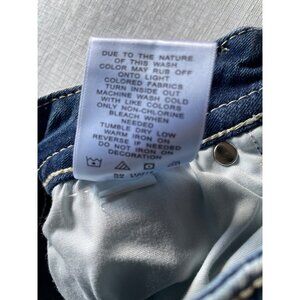 DUE TO THE NATURE
OF THIS WASH
COLOR MAY RUB OFF
ONTO LIGHT
COLORED FABRICS
TURN INSIDE OUT
MACHINE WASH COLD
WITH LIKE COLORS
ONLY NON-CHLORINE
BLEACH WHEN
NEEDED
TUMBLE DRY LOW
WARM IRON ON
REVERSE IF NEEDED
DO NOT IRON ON
DECORATION